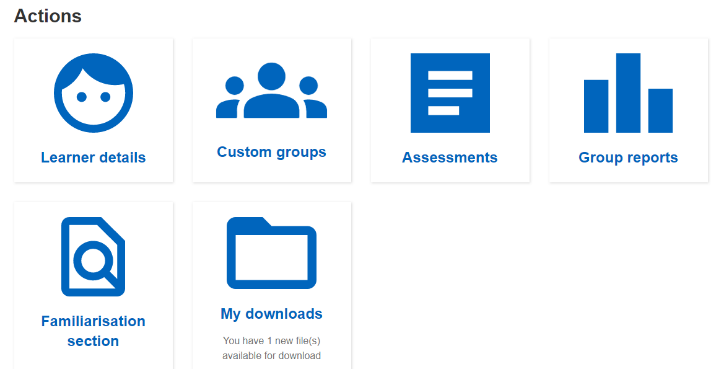 Actions
Learner details
Custom groups
Assessments
Group reports
Familiarisation
section
My downloads
You have 1 new file(s)
available for download